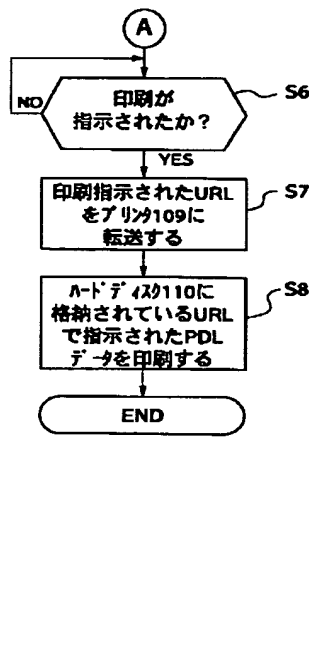 A
NO
印刷が
指示されたか？
S6
YES
印刷指示されたURL
をﾌﾟﾘﾝﾀ109に
転送する
S7
ﾊｰﾄﾞﾃﾞｨｽｸ110に
格納されているURL
で指示されたPDL
ﾃﾞｰﾀを印刷する
S8
END